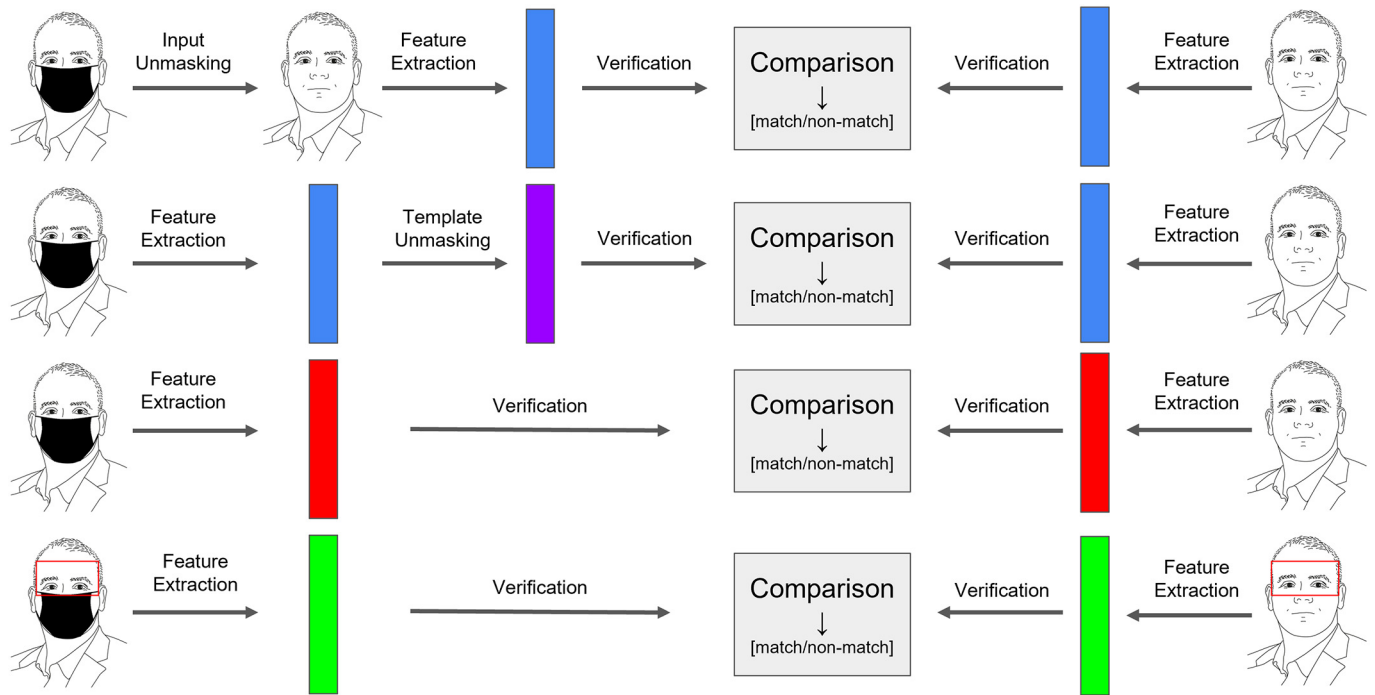 Input
Unmasking
Feature
Extraction
Verification
Comparison
↓
[match/non-match]
Verification
Feature
Extraction
Feature
Extraction
Template
Unmasking
Verification
Comparison
↓
[match/non-match]
Verification
Feature
Extraction
Feature
Extraction
Verification
Comparison
↓
[match/non-match]
Verification
Feature
Extraction
Feature
Extraction
Verification
Comparison
↓
[match/non-match]
Verification
Feature
Extraction